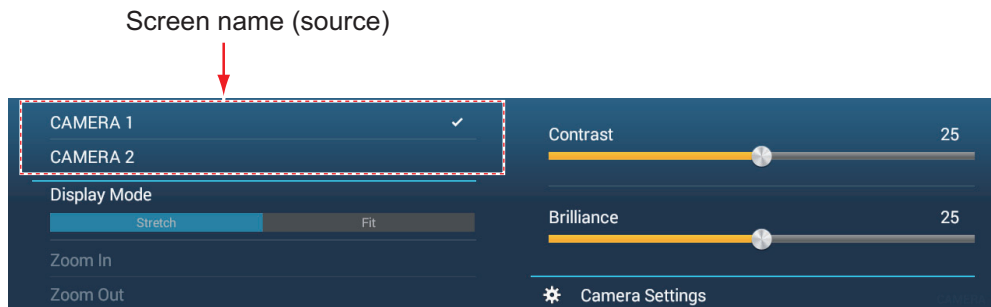 Screen name (source)
CAMERA 1
CAMERA 2
Display Mode
Stretch Fit
Zoom In
Zoom Out
Contrast 25
Brilliance 25
Camera Settings